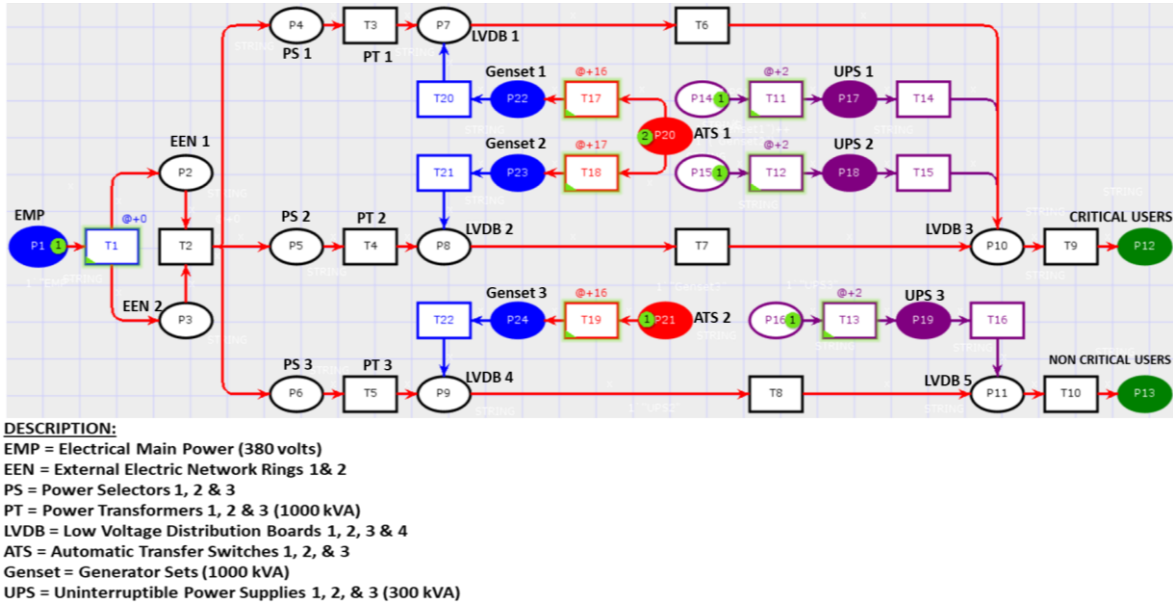 P4 T3 P7 T6
PS 1 PT 1 LVDB 1
Genset 1 @+16 @+2 UPS 1
T20 P22 T17 P14 1 T11 P17 T14
2 P20 ATS 1
EEN 1 Genset 2 @+17 @+2 UPS 2
P2 T21 P23 T18 P15 1 T12 P18 T15
EMP @+0 PS 2 PT 2 LVDB 2 LVDB 3 CRITICAL USERS
P1 1 T1 T2 P5 T4 P8 T7 P10 T9 P12
EEN 2 Genset 3 @+16 ATS 2 @+2 UPS 3
P3 T22 P24 T19 1 P21 P16 1 T13 P19 T16
PS 3 PT 3 LVDB 4 LVDB 5 NON CRITICAL USERS
P6 T5 P9 T8 P11 T10 P13
DESCRIPTION:
EMP = Electrical Main Power (380 volts)
EEN = External Electric Network Rings 1& 2
PS = Power Selectors 1, 2 & 3
PT = Power Transformers 1, 2 & 3 (1000 kVA)
LVDB = Low Voltage Distribution Boards 1, 2, 3 & 4
ATS = Automatic Transfer Switches 1, 2, & 3
Genset = Generator Sets (1000 kVA)
UPS = Uninterruptible Power Supplies 1, 2, & 3 (300 kVA)